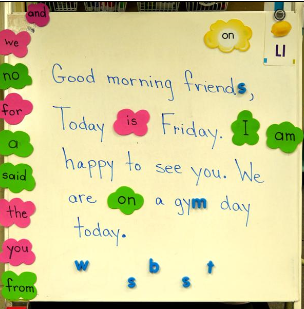 and
on
LI
we
no
for
a
said
the
you
from
Good morning friends,
Today is Friday. I am
happy to see you. We
are on a gym day
today.
w b t
s s